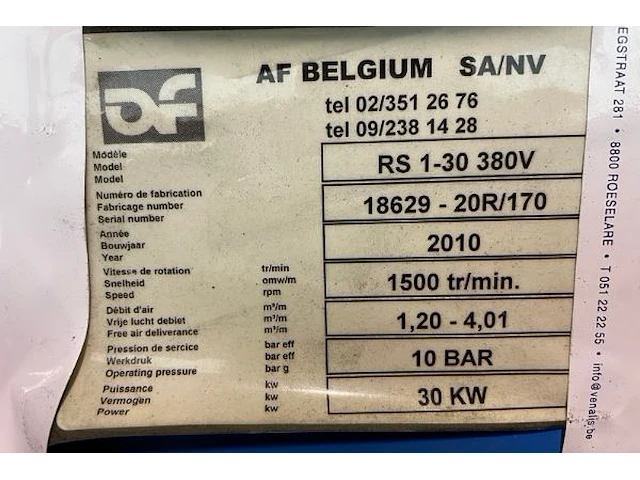 af
AF BELGIUM SA/NV
tel 02/351 26 76
tel 09/238 14 28
Modèle
Model
Model
RS 1-30 380V
Numéro de fabrication
Fabricage number
Serial number
18629 - 20R/170
Année
Bouwjaar
Year
2010
Vitesse de rotation tr/min
Snelheid omw/m
Speed rpm
1500 tr/min.
Débit d'air m³/m
Vrije lucht debiet m³/m
Free air deliverance m³/m
1,20 - 4,01
Pression de sercice bar eff
Werkdruk bar eff
Operating pressure bar g
10 BAR
Puissance kw
Vermogen kw
Power kw
30 KW
EGSTRAAT 281 • 8800 ROESELARE • T 051 22 22 55 • info@venalis.be